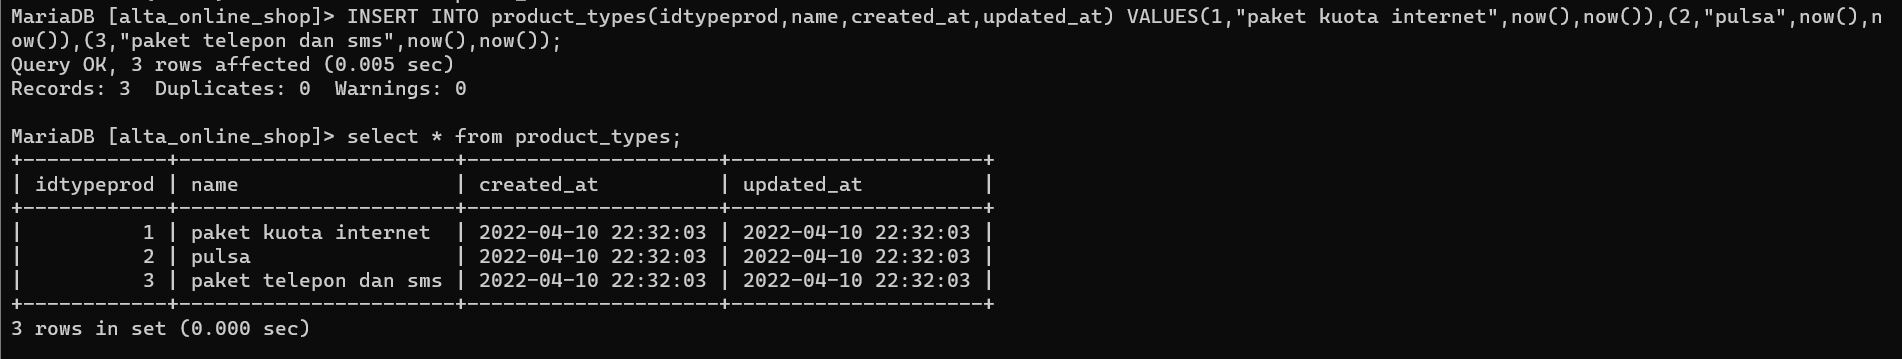 MariaDB [alta_online_shop]> INSERT INTO product_types(idtypeprod,name,created_at,updated_at) VALUES(1,"paket kuota internet",now(),now()),(2,"pulsa",now(),n
ow()),(3,"paket telepon dan sms",now(),now());
Query OK, 3 rows affected (0.005 sec)
Records: 3  Duplicates: 0  Warnings: 0

MariaDB [alta_online_shop]> select * from product_types;
+------------+-----------------------+---------------------+---------------------+
| idtypeprod | name                  | created_at          | updated_at          |
+------------+-----------------------+---------------------+---------------------+
|          1 | paket kuota internet  | 2022-04-10 22:32:03 | 2022-04-10 22:32:03 |
|          2 | pulsa                 | 2022-04-10 22:32:03 | 2022-04-10 22:32:03 |
|          3 | paket telepon dan sms | 2022-04-10 22:32:03 | 2022-04-10 22:32:03 |
+------------+-----------------------+---------------------+---------------------+
3 rows in set (0.000 sec)